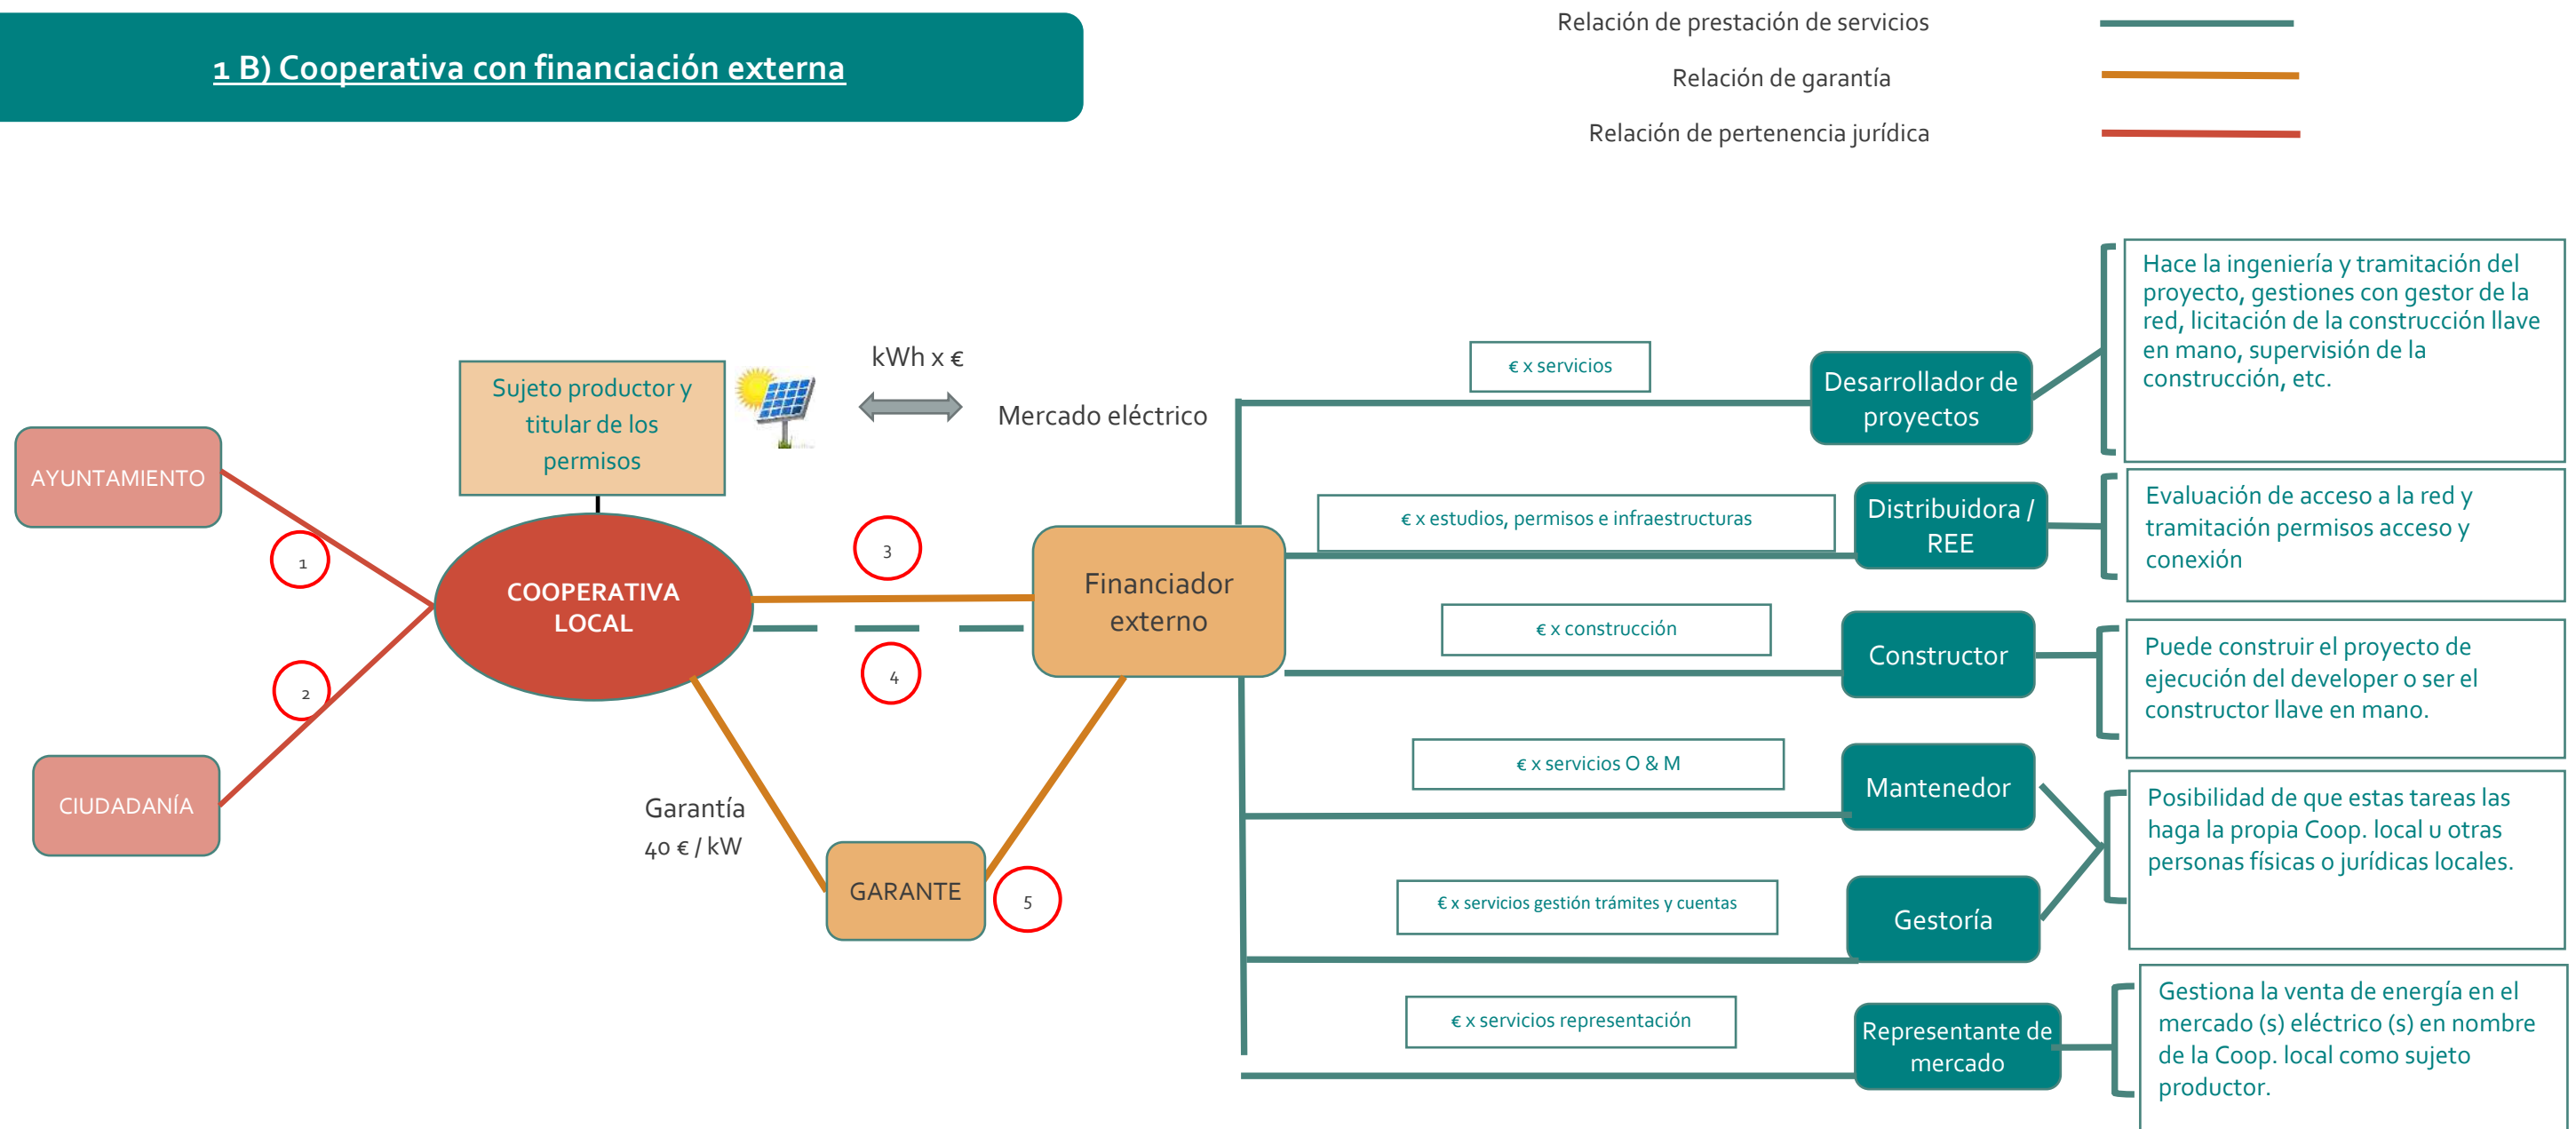 1 B) Cooperativa con financiación externa
Relación de prestación de servicios
Relación de garantía
Relación de pertenencia jurídica
AYUNTAMIENTO
CIUDADANÍA
1
2
Sujeto productor y
titular de los
permisos
COOPERATIVA
LOCAL
kWh x €
Mercado eléctrico
3
4
Financiador
externo
Garantía
40 € / kW
GARANTE
5
€ x servicios
Desarrollador de
proyectos
Hace la ingeniería y tramitación del
proyecto, gestiones con gestor de la
red, licitación de la construcción llave
en mano, supervisión de la
construcción, etc.
€ x estudios, permisos e infraestructuras
Distribuidora /
REE
Evaluación de acceso a la red y
tramitación permisos acceso y
conexión
€ x construcción
Constructor
Puede construir el proyecto de
ejecución del developer o ser el
constructor llave en mano.
€ x servicios O & M
Mantenedor
Posibilidad de que estas tareas las
haga la propia Coop. local u otras
personas físicas o jurídicas locales.
€ x servicios gestión trámites y cuentas
Gestoría
€ x servicios representación
Representante de
mercado
Gestiona la venta de energía en el
mercado (s) eléctrico (s) en nombre
de la Coop. local como sujeto
productor.